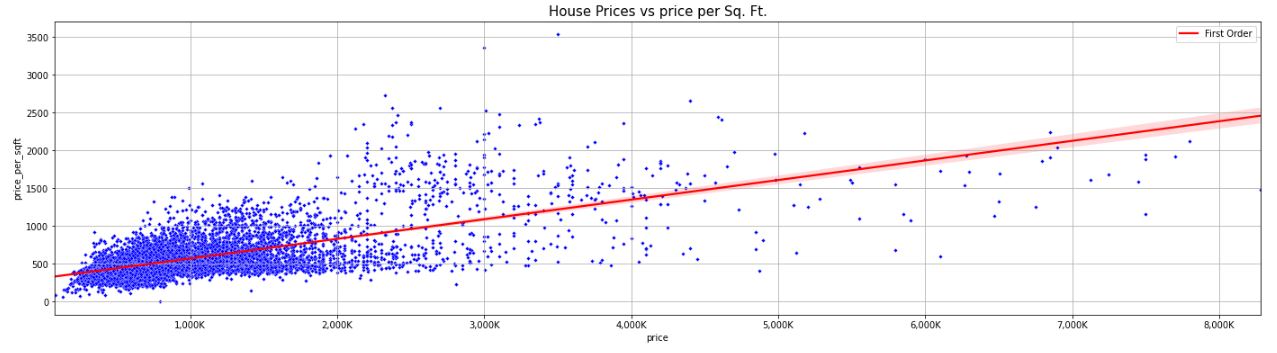 House Prices vs price per Sq. Ft.
First Order
3500
3000
2500
2000
1500
1000
500
0
price_per_sqft
1,000K 2,000K 3,000K 4,000K 5,000K 6,000K 7,000K 8,000K
price